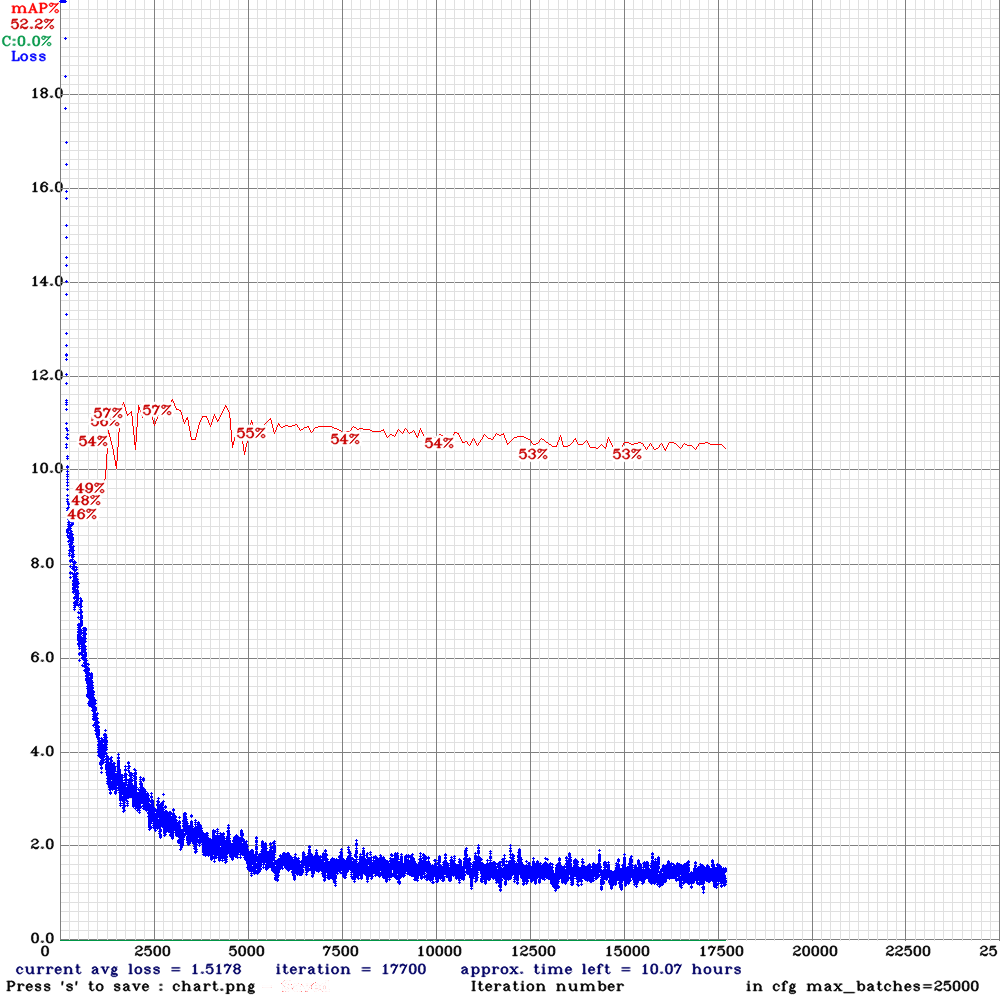 mAP%
52.2%
C:0.0%
Loss
18.0
16.0
14.0
12.0
57% 57%
56%
55%
54% 54% 54%
53% 53%
10.0
49%
48%
46%
8.0
6.0
4.0
2.0
0.0
0 2500 5000 7500 10000 12500 15000 17500 20000 22500 25
current avg loss = 1.5178 iteration = 17700 approx. time left = 10.07 hours
Press 's' to save : chart.png Iteration number in cfg max_batches=25000